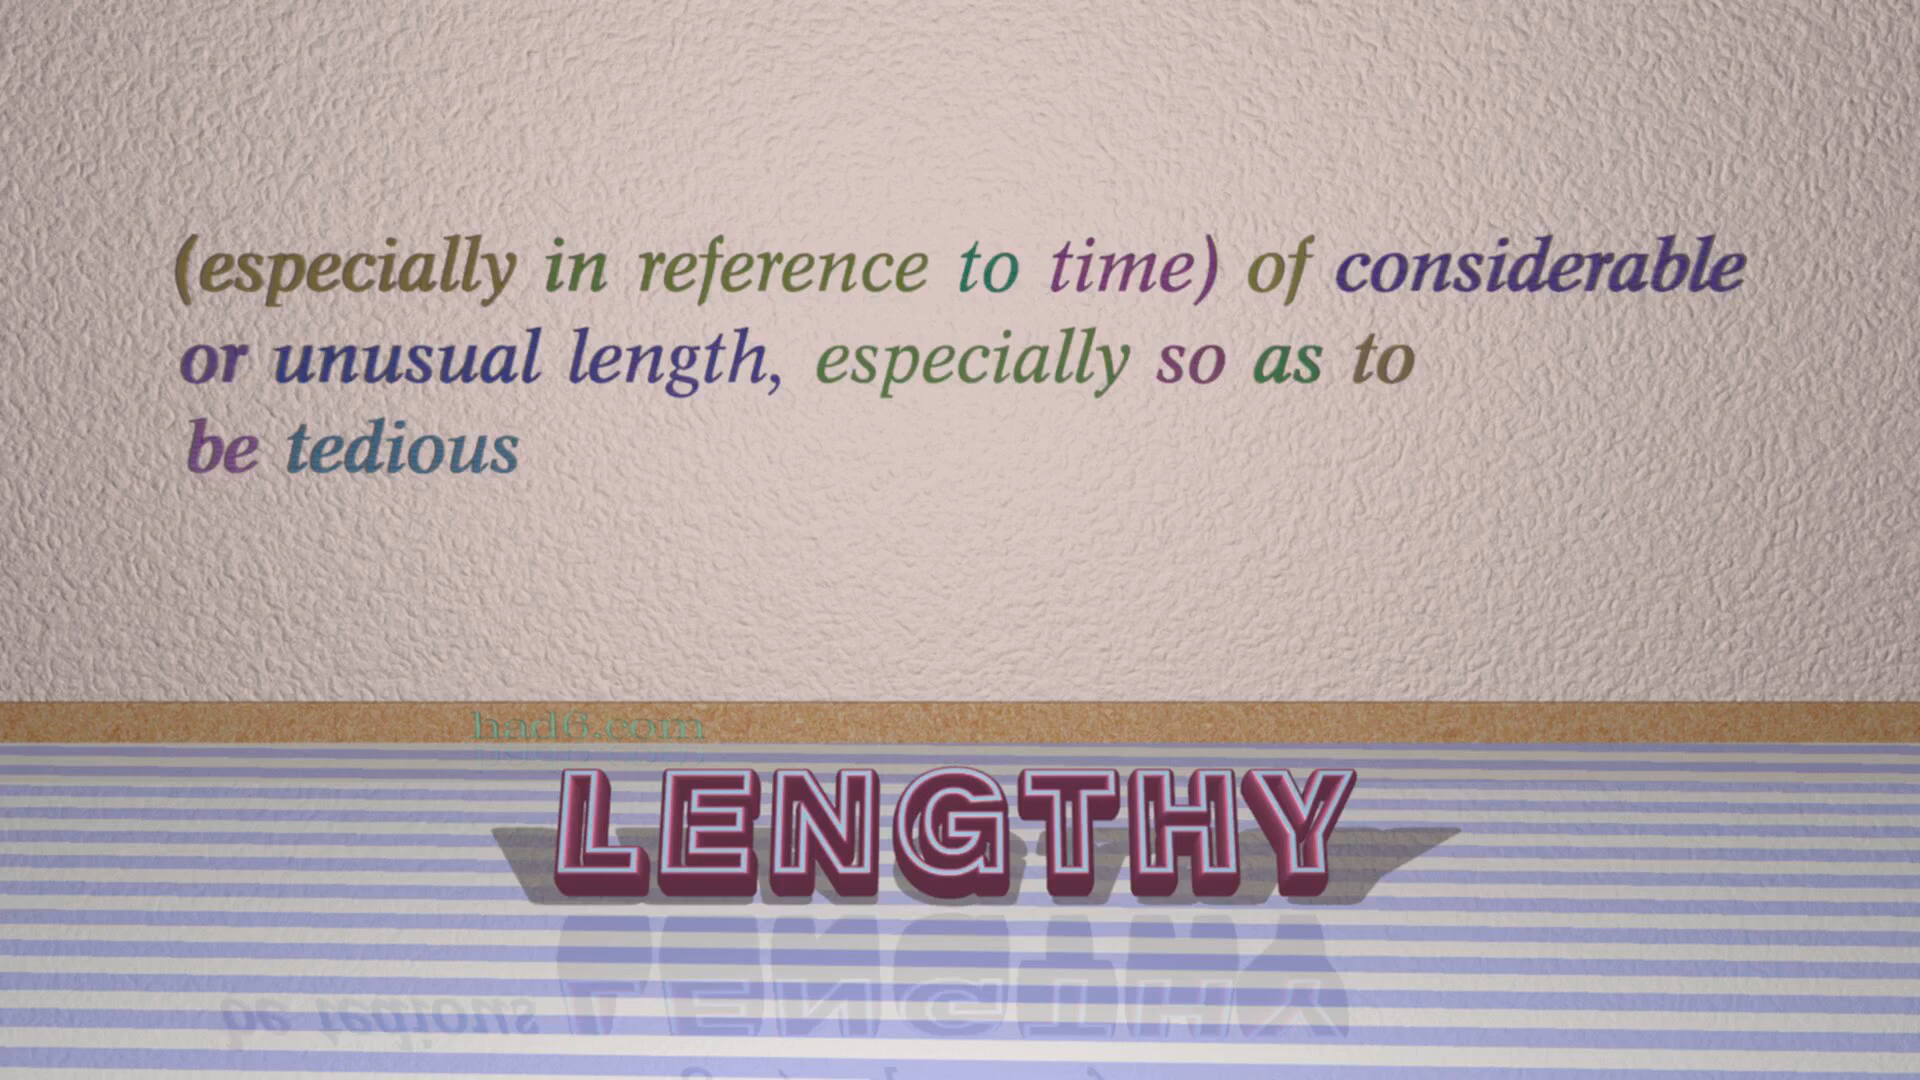 (especially in reference to time) of considerable
or unusual length, especially so as to
be tedious
had6.com
LENGTHY